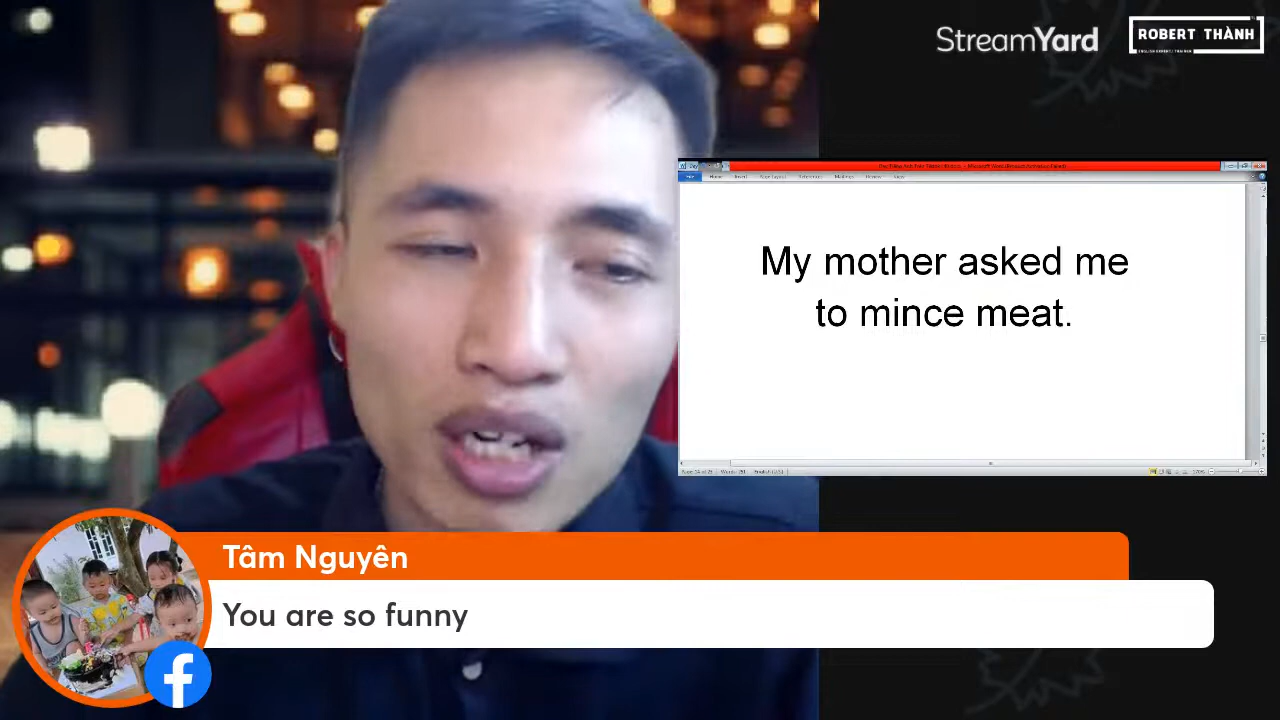 StreamYard
ROBERT THÀNH
My mother asked me
to mince meat.
Tâm Nguyên
You are so funny